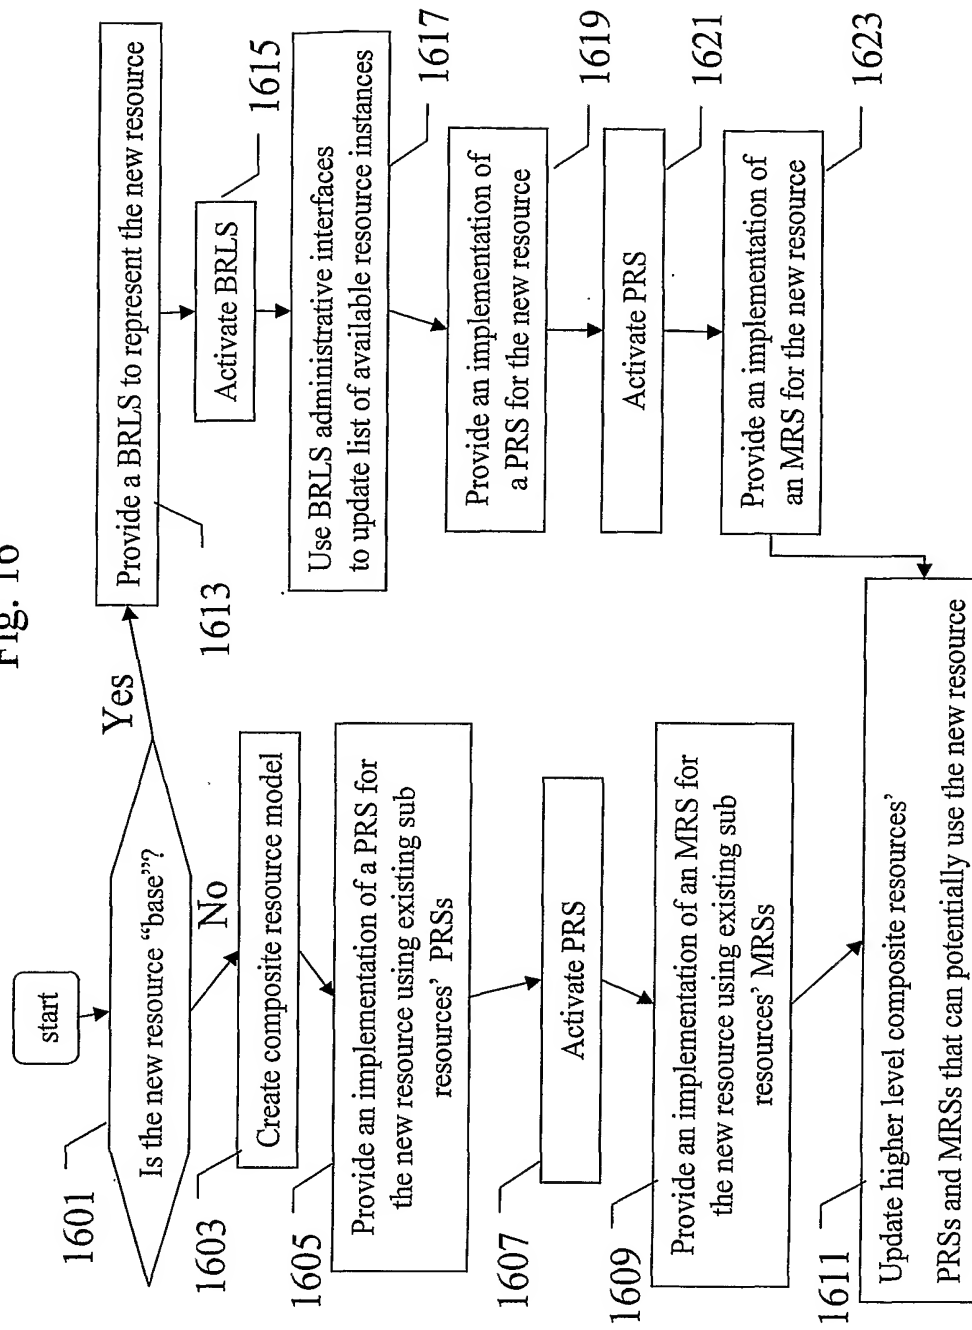 Fig. 16
start
1601
Is the new resource “base”?
Yes
No
1603
Create composite resource model
1605
Provide an implementation of a PRS for
the new resource using existing sub
resources’ PRSs
1607
Activate PRS
1609
Provide an implementation of an MRS for
the new resource using existing sub
resources’ MRSs
1611
Update higher level composite resources’
PRSs and MRSs that can potentially use the new resource
1613
Provide a BRLS to represent the new resource
1615
Activate BRLS
1617
Use BRLS administrative interfaces
to update list of available resource instances
1619
Provide an implementation of
a PRS for the new resource
1621
Activate PRS
1623
Provide an implementation of
an MRS for the new resource